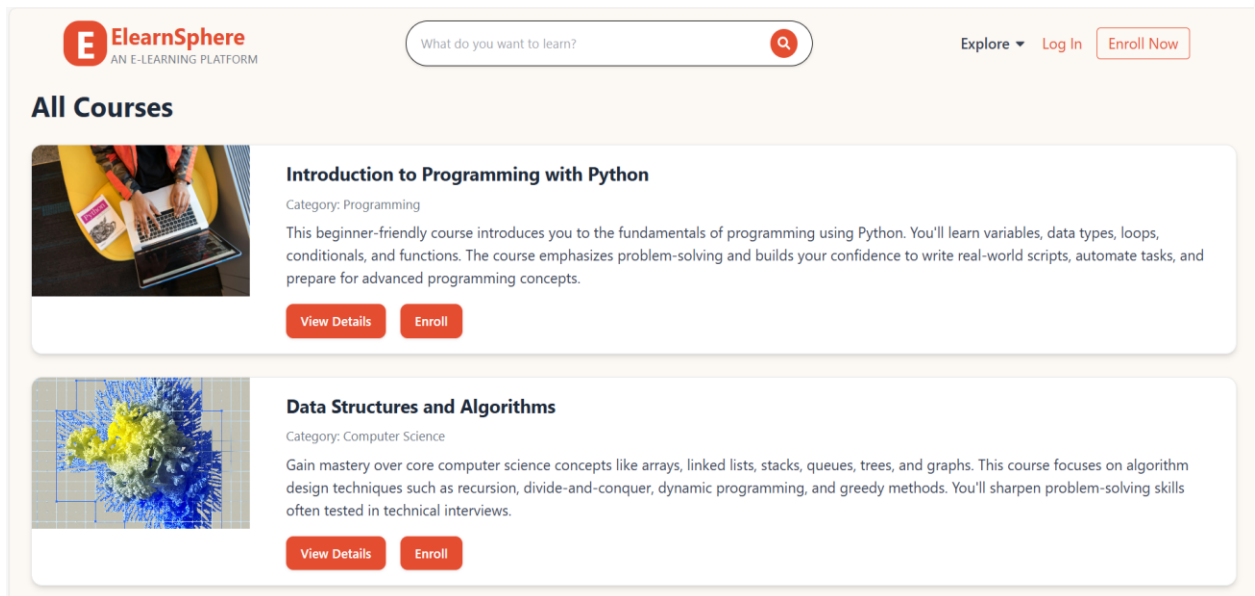 E ElearnSphere
AN E-LEARNING PLATFORM
What do you want to learn?
Explore
Log In
Enroll Now
All Courses
Python
Introduction to Programming with Python
Category: Programming
This beginner-friendly course introduces you to the fundamentals of programming using Python. You'll learn variables, data types, loops,
conditionals, and functions. The course emphasizes problem-solving and builds your confidence to write real-world scripts, automate tasks, and
prepare for advanced programming concepts.
View Details
Enroll
Data Structures and Algorithms
Category: Computer Science
Gain mastery over core computer science concepts like arrays, linked lists, stacks, queues, trees, and graphs. This course focuses on algorithm
design techniques such as recursion, divide-and-conquer, dynamic programming, and greedy methods. You'll sharpen problem-solving skills
often tested in technical interviews.
View Details
Enroll